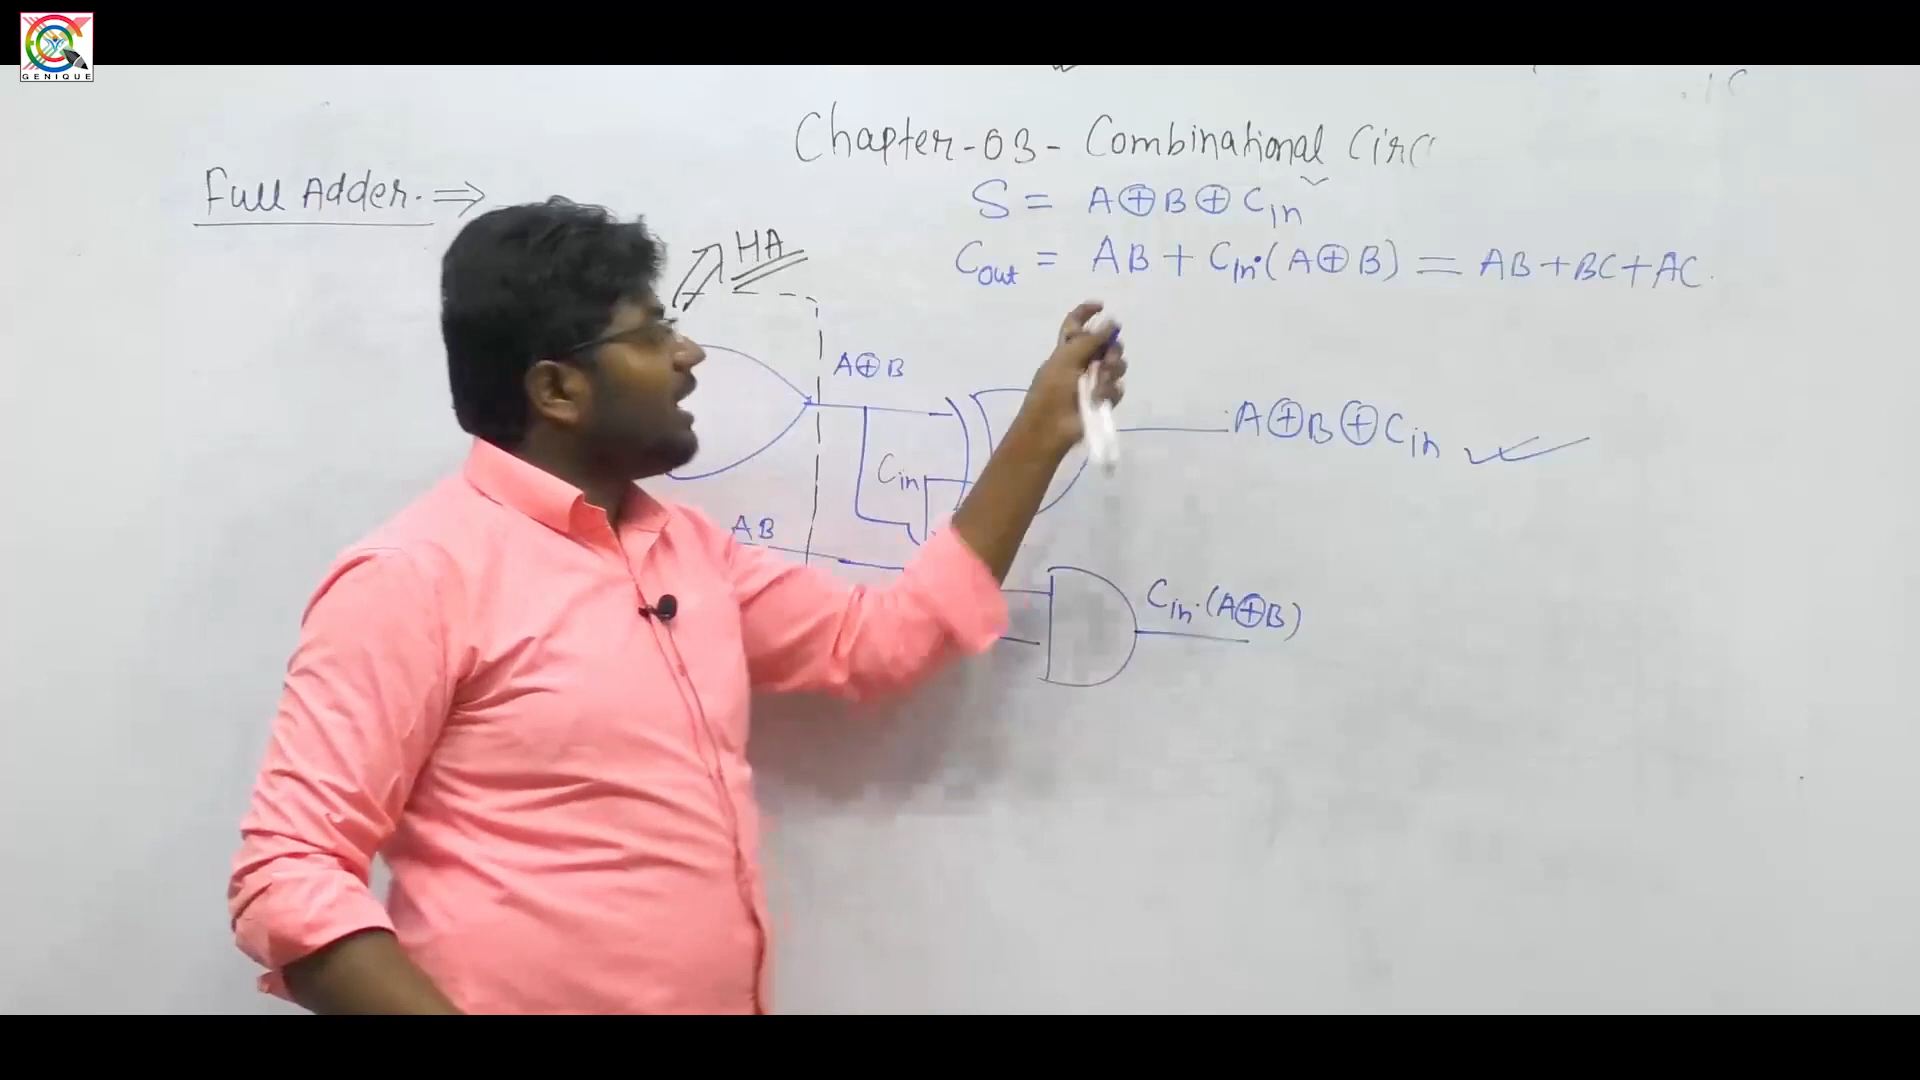 GENIQUE
Chapter-03- Combinational Circ
Full Adder. ⇒
S = A⊕B⊕Cin
HA
Cout = AB + Cin·(A⊕B) = AB+BC+AC.
A⊕B
A⊕B⊕Cin
Cin
AB
Cin·(A⊕B)